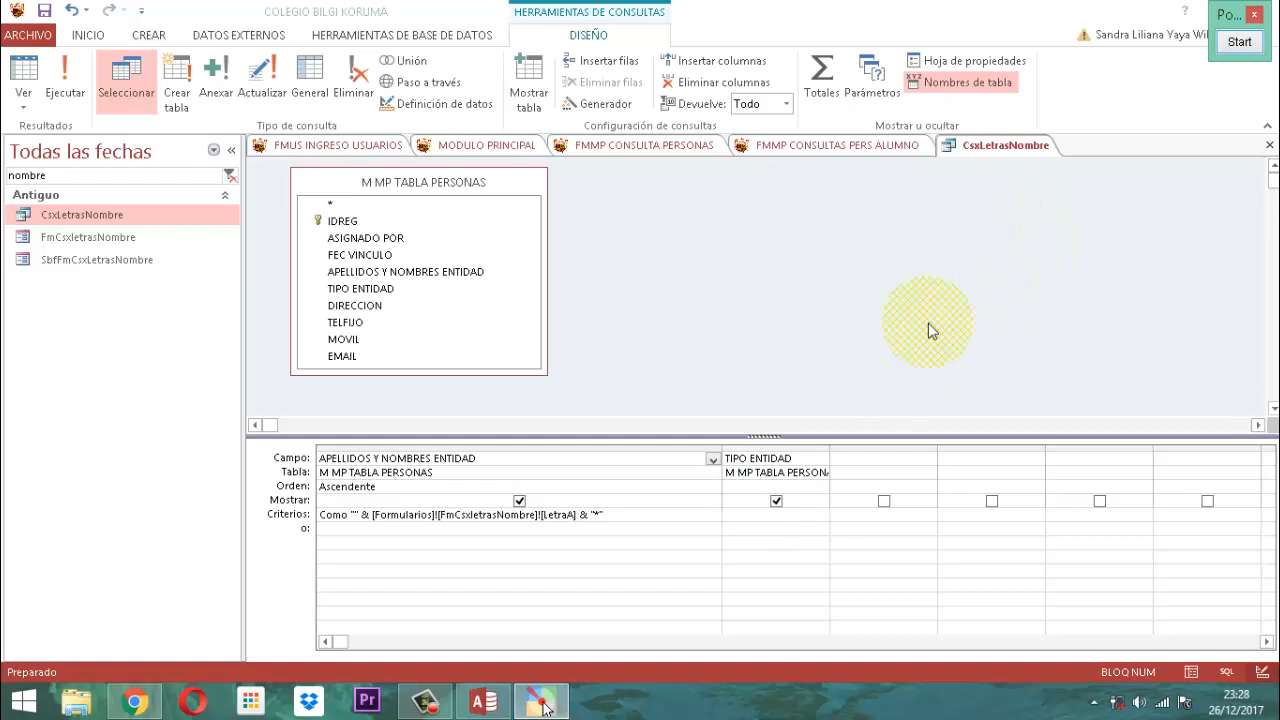 COLEGIO BILGI KORUMA
HERRAMIENTAS DE CONSULTAS
?
Po...
Start
ARCHIVO
INICIO
CREAR
DATOS EXTERNOS
HERRAMIENTAS DE BASE DE DATOS
DISEÑO
Sandra Liliana Yaya Wil
Ver
Ejecutar
Seleccionar
Crear tabla
Anexar
Actualizar
General
Eliminar
Unión
Paso a través
Definición de datos
Mostrar tabla
Insertar filas
Eliminar filas
Generador
Insertar columnas
Eliminar columnas
Devuelve: Todo
Totales
Parámetros
Hoja de propiedades
Nombres de tabla
Resultados
Tipo de consulta
Configuración de consultas
Mostrar u ocultar
Todas las fechas
nombre
Antiguo
CsxLetrasNombre
FmCsxletrasNombre
SbfFmCsxLetrasNombre
FMUS INGRESO USUARIOS
MODULO PRINCIPAL
FMMP CONSULTA PERSONAS
FMMP CONSULTAS PERS ALUMNO
CsxLetrasNombre
M MP TABLA PERSONAS
*
IDREG
ASIGNADO POR
FEC VINCULO
APELLIDOS Y NOMBRES ENTIDAD
TIPO ENTIDAD
DIRECCION
TELFIJO
MOVIL
EMAIL
Campo: APELLIDOS Y NOMBRES ENTIDAD TIPO ENTIDAD
Tabla: M MP TABLA PERSONAS M MP TABLA PERSON
Orden: Ascendente
Mostrar:
Criterios: Como "" & [Formularios]![FmCsxletrasNombre]![LetraA] & "*"
o:
Preparado
BLOQ NUM
SQL
Pr
23:28
26/12/2017